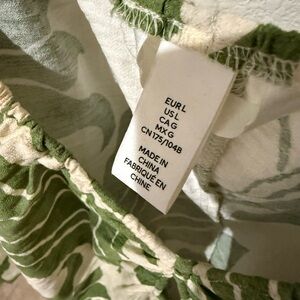 EUR L
US L
CA G
MX G
CN 175/104B
MADE IN
CHINA
FABRIQUÉ EN
CHINE